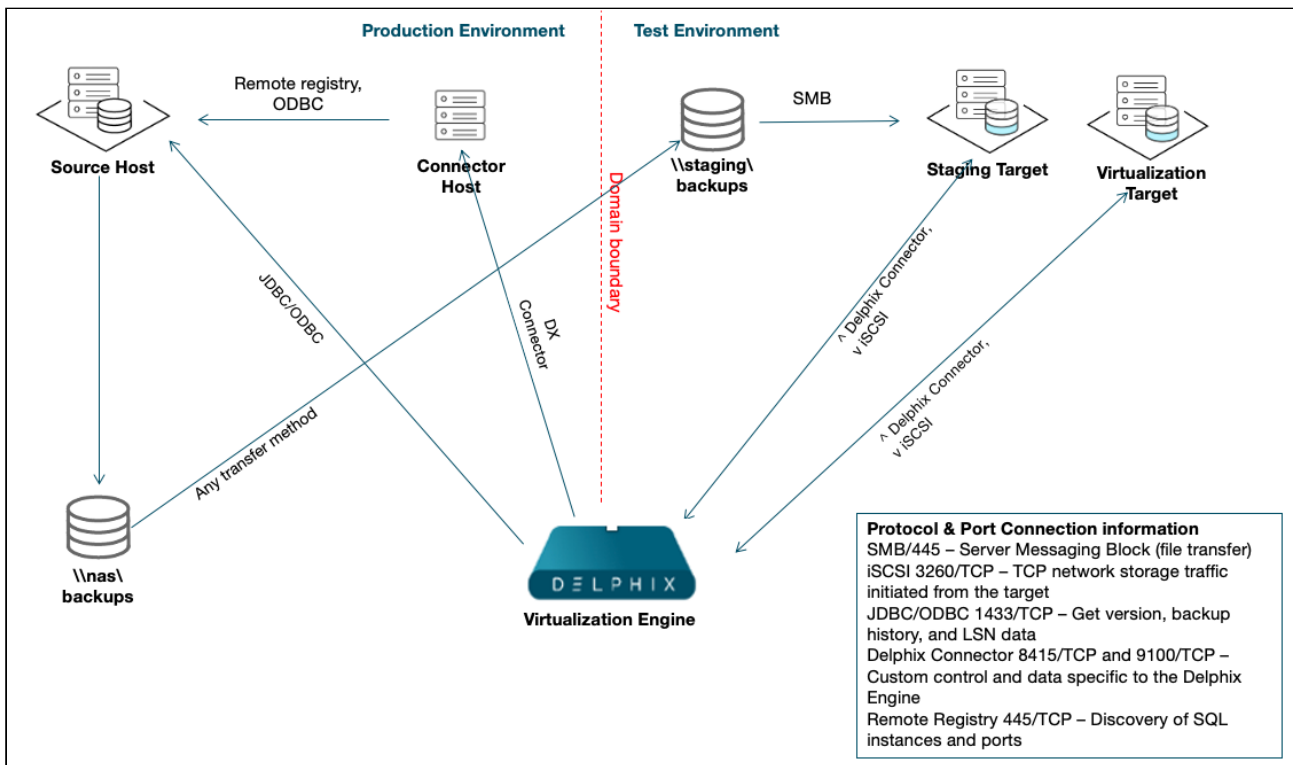 Production Environment
Test Environment
Remote registry,
ODBC
SMB
Source Host
Connector
Host
\\staging\
backups
Staging Target
Virtualization
Target
Domain boundary
JDBC/ODBC
DX
Connector
^ Delphix Connector,
v iSCSI
^ Delphix Connector,
v iSCSI
Any transfer method
\\nas\
backups
DELPHIX
Virtualization Engine
Protocol & Port Connection information
SMB/445 – Server Messaging Block (file transfer)
iSCSI 3260/TCP – TCP network storage traffic
initiated from the target
JDBC/ODBC 1433/TCP – Get version, backup
history, and LSN data
Delphix Connector 8415/TCP and 9100/TCP –
Custom control and data specific to the Delphix
Engine
Remote Registry 445/TCP – Discovery of SQL
instances and ports